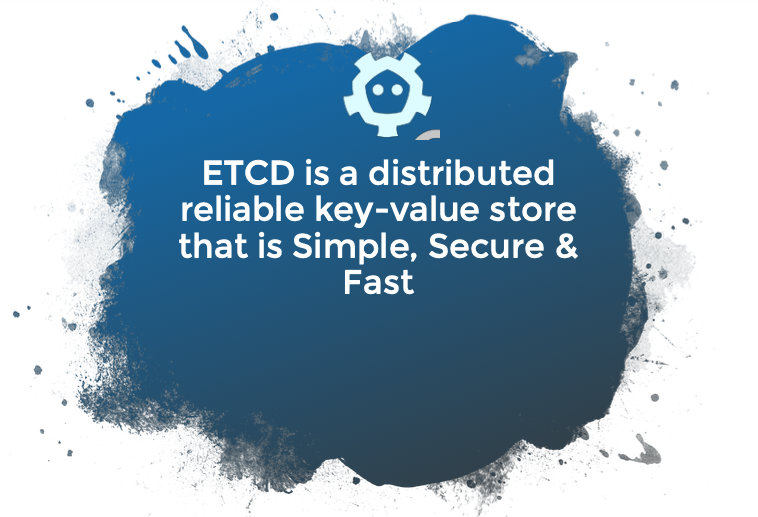 ETCD is a distributed
reliable key-value store
that is Simple, Secure &
Fast